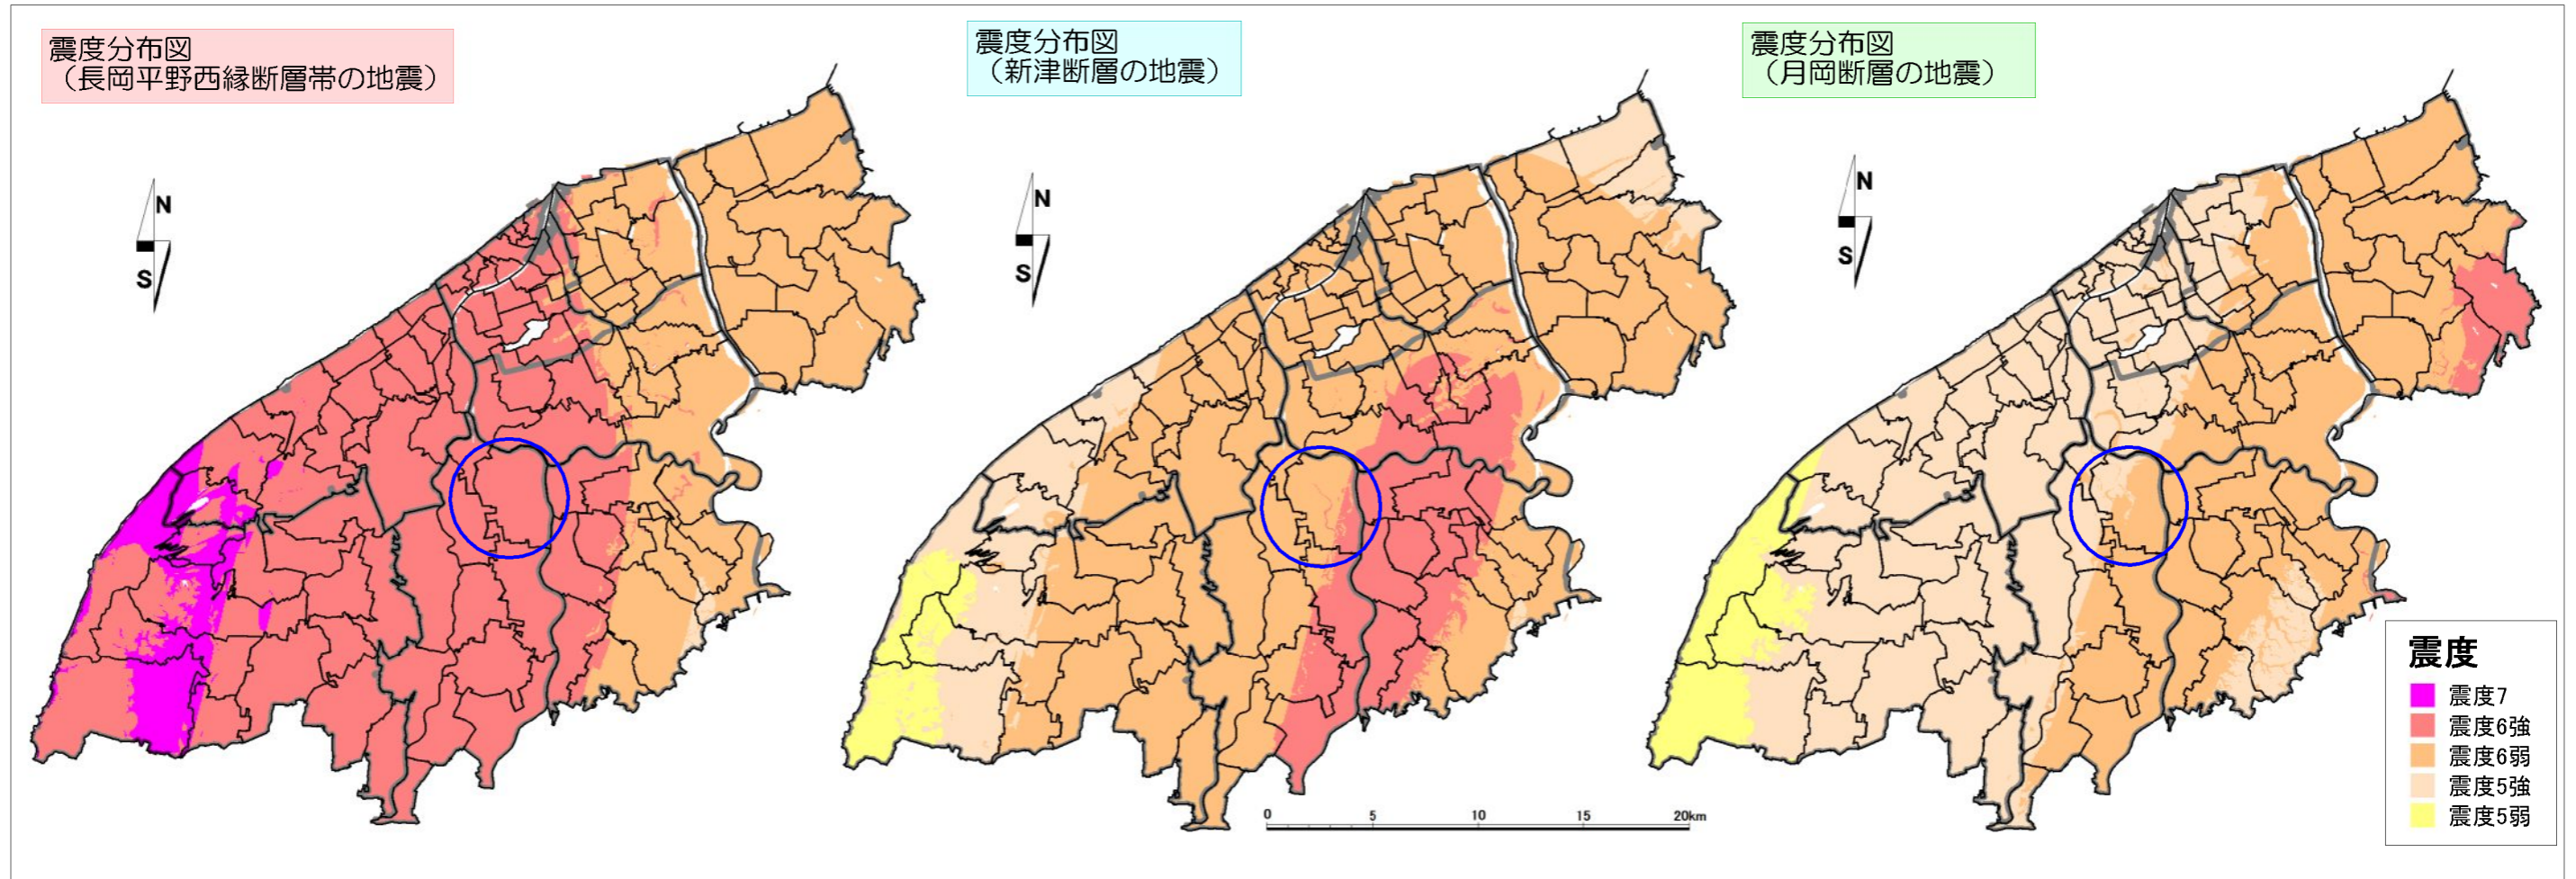 震度分布図
（長岡平野西縁断層帯の地震）
震度分布図
（新津断層の地震）
震度分布図
（月岡断層の地震）
N
S
N
S
N
S
0 5 10 15 20km
震度
震度7
震度6強
震度6弱
震度5強
震度5弱